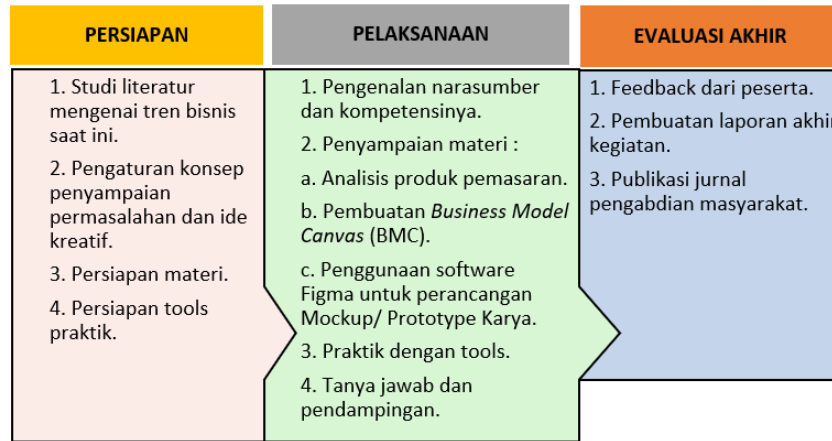 PERSIAPAN
1. Studi literatur
mengenai tren bisnis
saat ini.
2. Pengaturan konsep
penyampaian
permasalahan dan ide
kreatif.
3. Persiapan materi.
4. Persiapan tools
praktik.
PELAKSANAAN
1. Pengenalan narasumber
dan kompetensinya.
2. Penyampaian materi :
a. Analisis produk pemasaran.
b. Pembuatan Business Model
Canvas (BMC).
c. Penggunaan software
Figma untuk perancangan
Mockup/ Prototype Karya.
3. Praktik dengan tools.
4. Tanya jawab dan
pendampingan.
EVALUASI AKHIR
1. Feedback dari peserta.
2. Pembuatan laporan akhir
kegiatan.
3. Publikasi jurnal
pengabdian masyarakat.